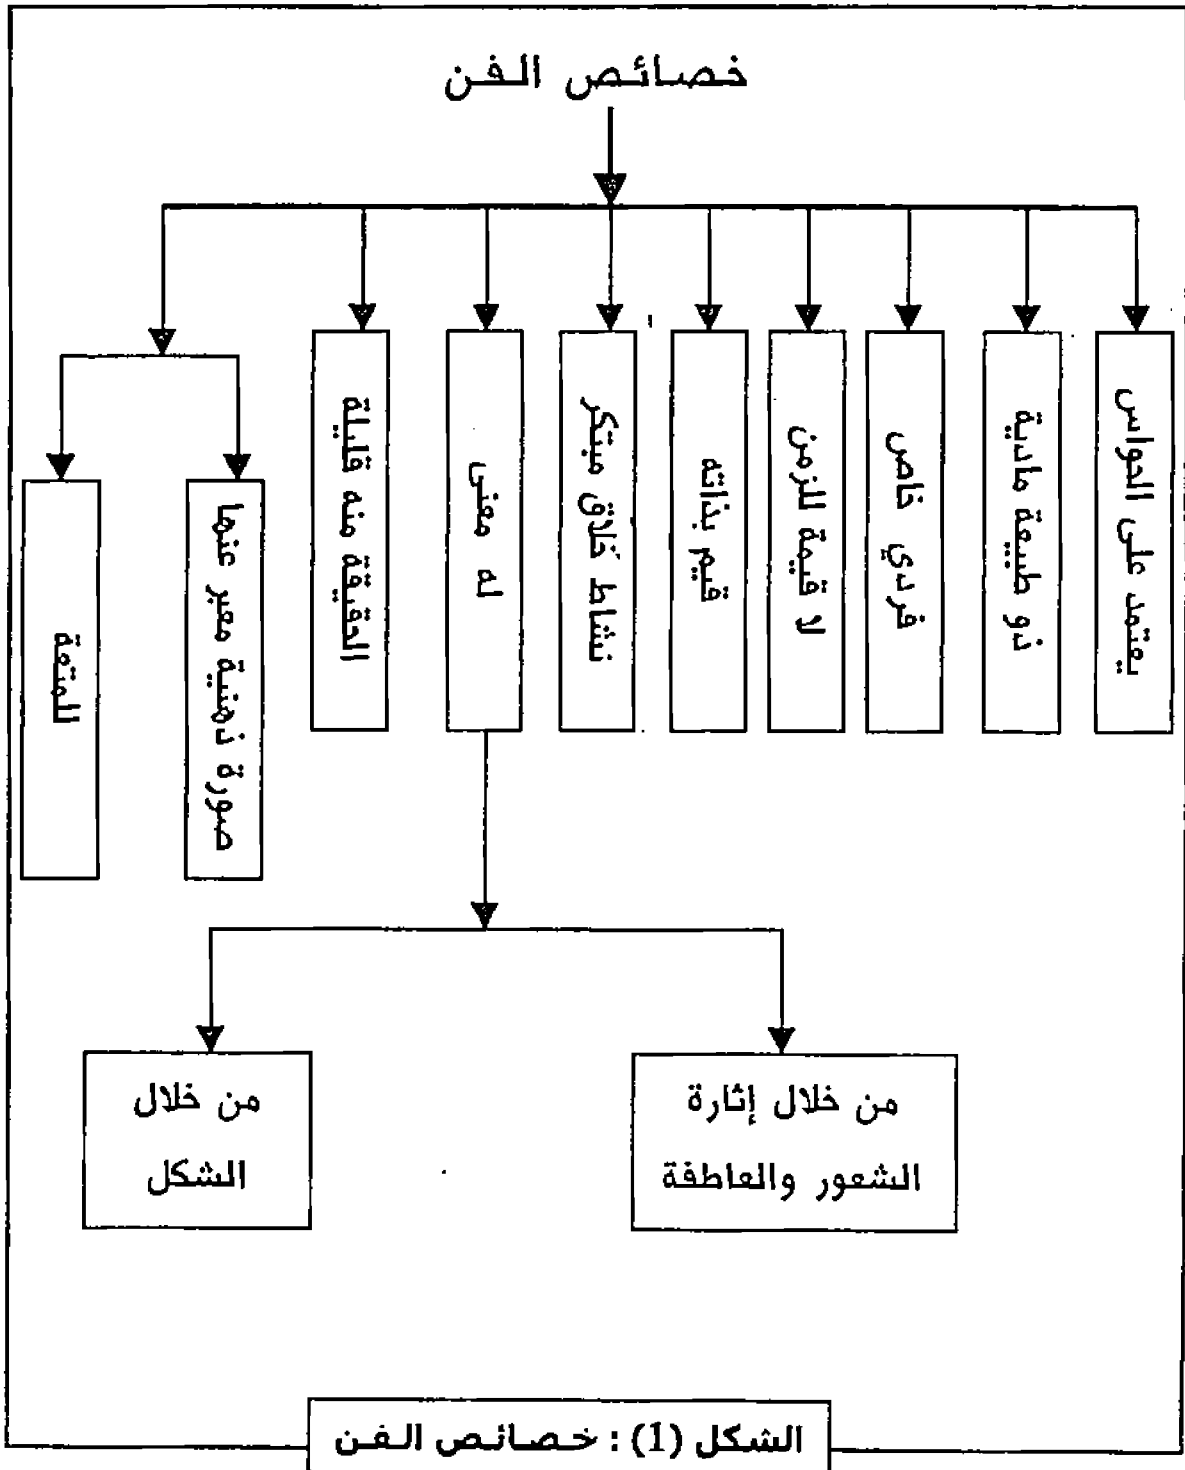 خصائص الفن
يعتمد على الحواس
ذو طبيعة مادية
فردي خاص
لا قيمة للزمن
قيم بذاته
نشاط خلاق مبتكر
له معنى
الحقيقة منه قليلة
صورة ذهنية معبر عنها
للمتعة
من خلال إثارة
الشعور والعاطفة
من خلال
الشكل
الشكل (1) : خصائص الفن